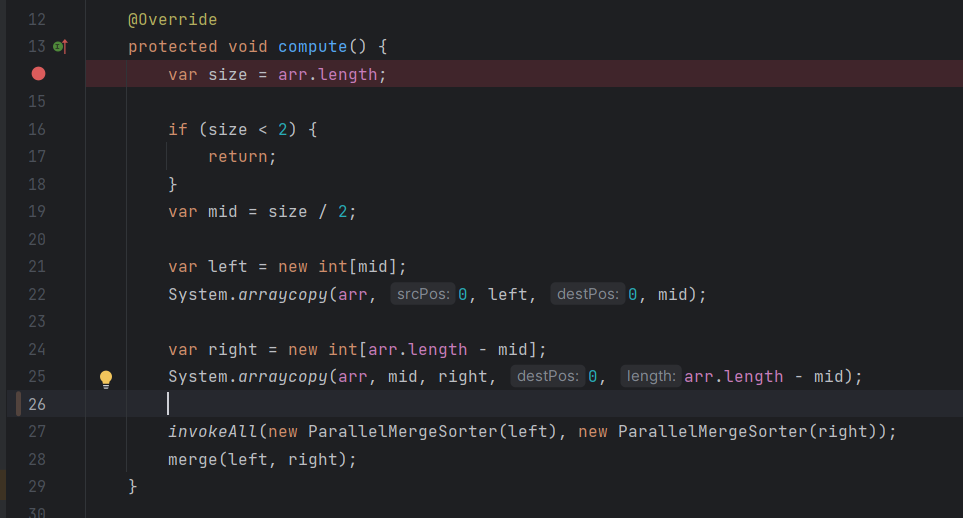 12 @Override
13 protected void compute() {
var size = arr.length;
15
16 if (size < 2) {
17 return;
18 }
19 var mid = size / 2;
20
21 var left = new int[mid];
22 System.arraycopy(arr, srcPos: 0, left, destPos: 0, mid);
23
24 var right = new int[arr.length - mid];
25 System.arraycopy(arr, mid, right, destPos: 0, length: arr.length - mid);
26
27 invokeAll(new ParallelMergeSorter(left), new ParallelMergeSorter(right));
28 merge(left, right);
29 }
30